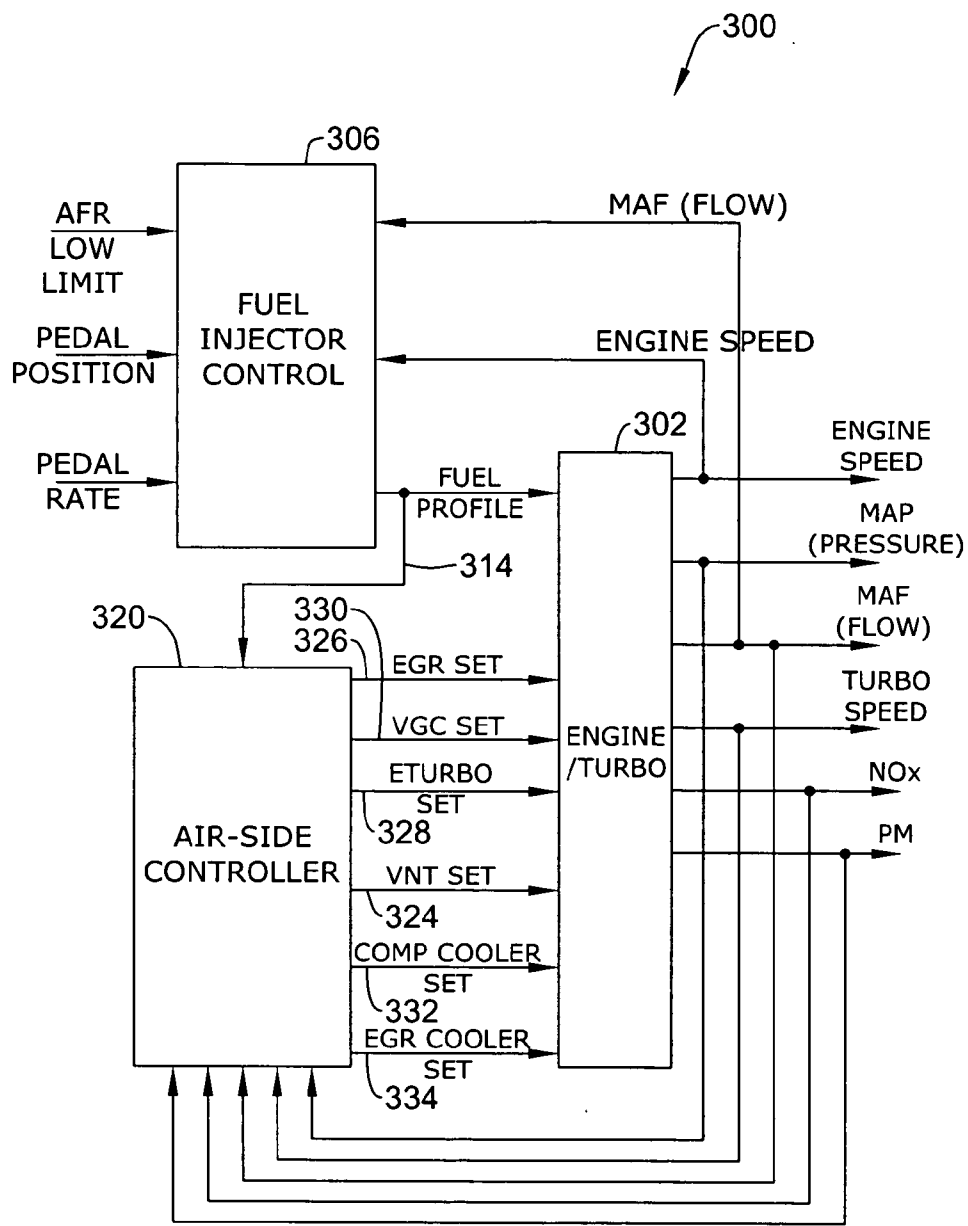 300
306
AFR
LOW
LIMIT
PEDAL
POSITION
PEDAL
RATE
FUEL
INJECTOR
CONTROL
MAF (FLOW)
ENGINE SPEED
302
FUEL
PROFILE
314
ENGINE
SPEED
MAP
(PRESSURE)
MAF
(FLOW)
TURBO
SPEED
NOx
PM
320
330
326
EGR SET
VGC SET
ETURBO
SET
328
VNT SET
324
COMP COOLER
SET
332
EGR COOLER
SET
334
AIR-SIDE
CONTROLLER
ENGINE
/TURBO